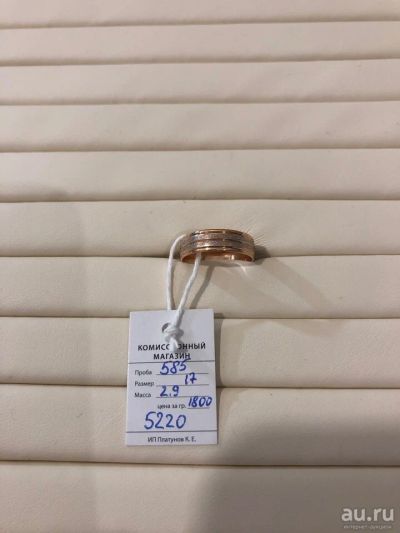 КОМИССИОННЫЙ
МАГАЗИН
Проба 585
Размер 17
Масса 2,9
цена за гр. 1800
5220
ИП Платунов К. Е.
au.ru
интернет-аукцион